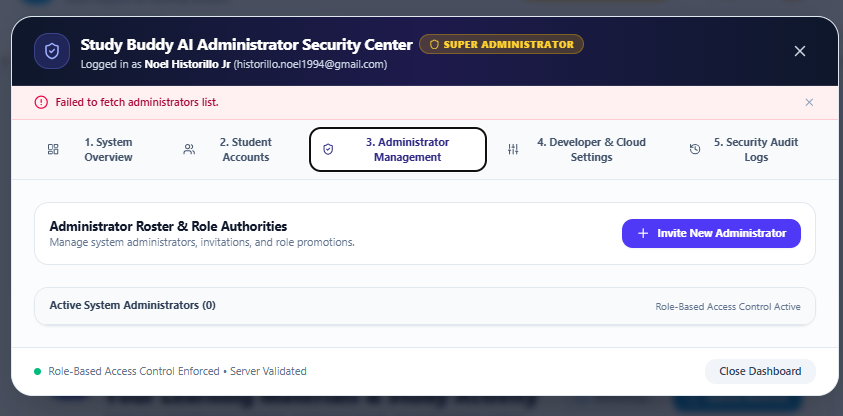 Study Buddy AI Administrator Security Center
SUPER ADMINISTRATOR
Logged in as Noel Historillo Jr (historillo.noel1994@gmail.com)
Failed to fetch administrators list.
1. System
Overview
2. Student
Accounts
3. Administrator
Management
4. Developer & Cloud
Settings
5. Security Audit
Logs
Administrator Roster & Role Authorities
Manage system administrators, invitations, and role promotions.
Invite New Administrator
Active System Administrators (0)
Role-Based Access Control Active
Role-Based Access Control Enforced • Server Validated
Close Dashboard